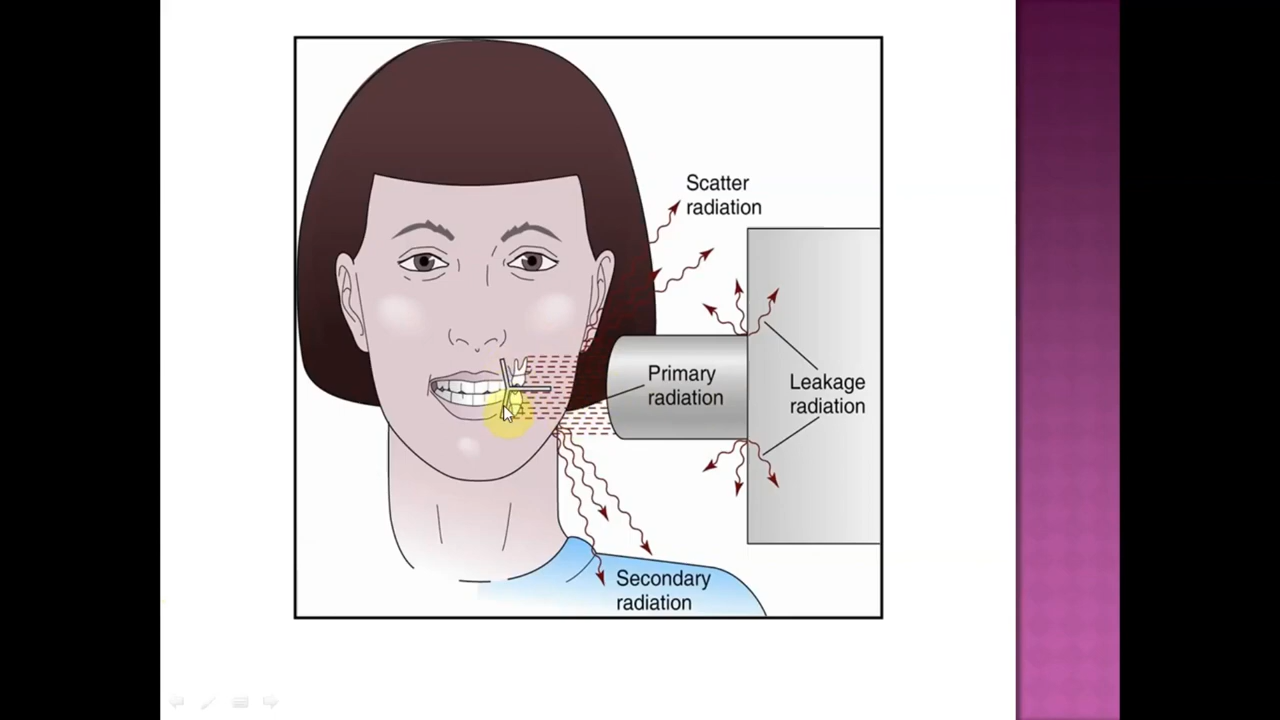 Scatter
radiation
Primary
radiation
Leakage
radiation
Secondary
radiation